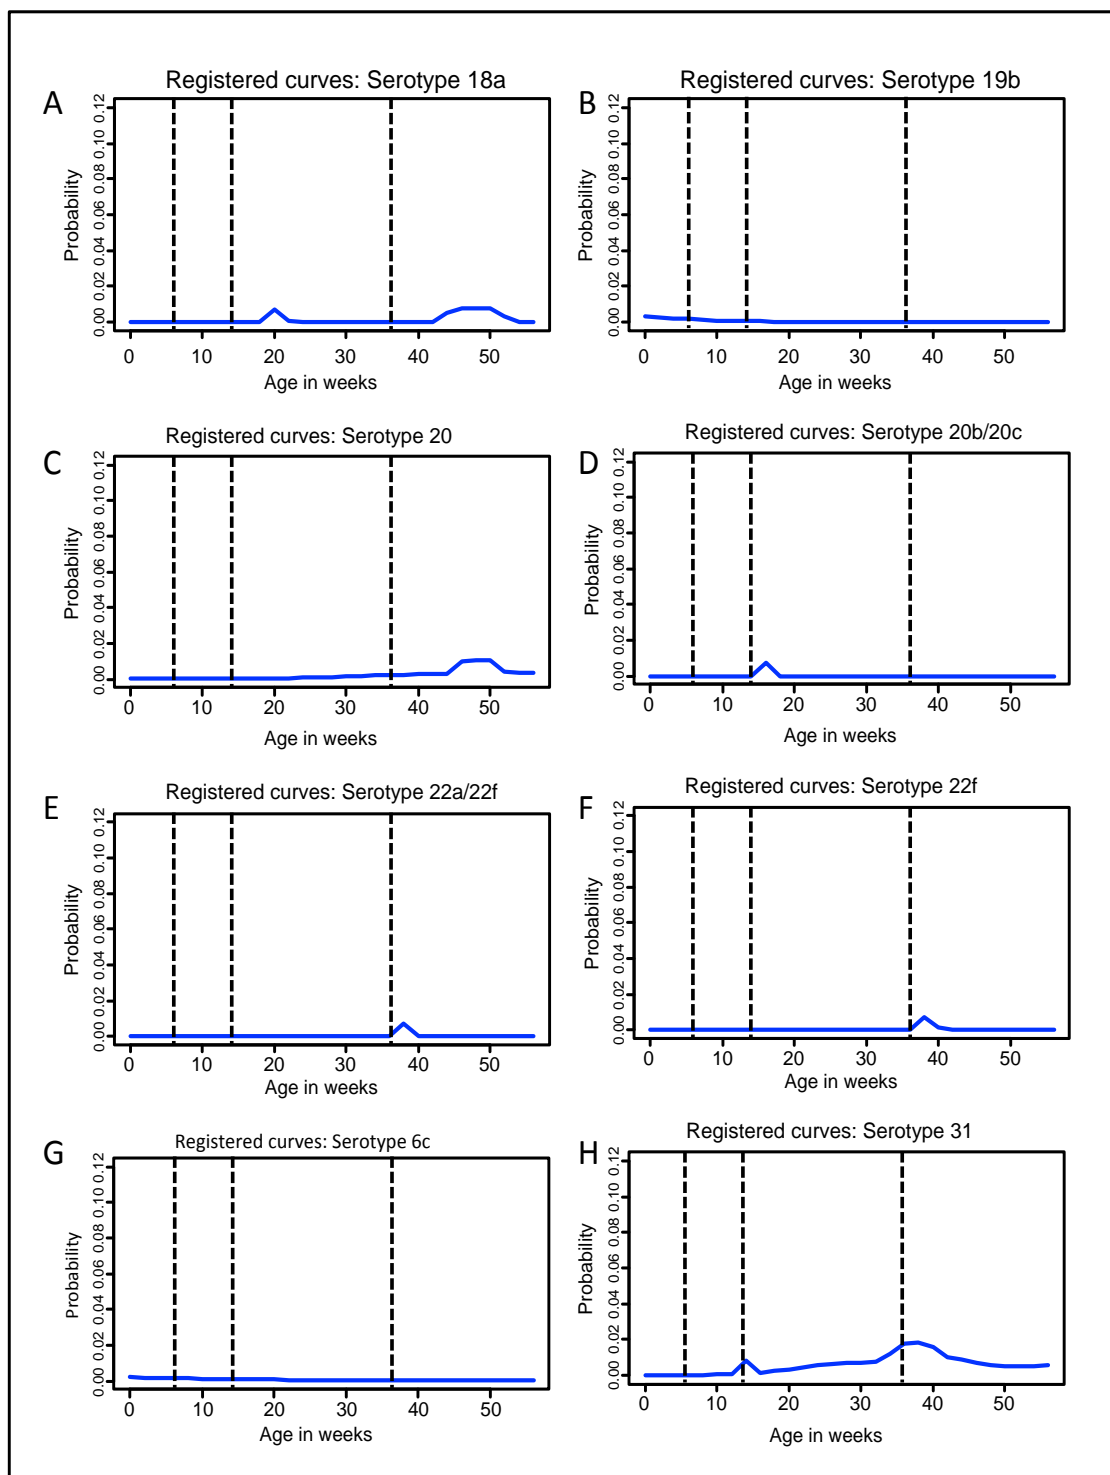 A
Registered curves: Serotype 18a
Probability
0.00 0.02 0.04 0.06 0.08 0.10 0.12
0 10 20 30 40 50
Age in weeks
B
Registered curves: Serotype 19b
Probability
0.00 0.02 0.04 0.06 0.08 0.10 0.12
0 10 20 30 40 50
Age in weeks
C
Registered curves: Serotype 20
Probability
0.00 0.02 0.04 0.06 0.08 0.10 0.12
0 10 20 30 40 50
Age in weeks
D
Registered curves: Serotype 20b/20c
Probability
0.00 0.02 0.04 0.06 0.08 0.10 0.12
0 10 20 30 40 50
Age in weeks
E
Registered curves: Serotype 22a/22f
Probability
0.00 0.02 0.04 0.06 0.08 0.10 0.12
0 10 20 30 40 50
Age in weeks
F
Registered curves: Serotype 22f
Probability
0.00 0.02 0.04 0.06 0.08 0.10 0.12
0 10 20 30 40 50
Age in weeks
G
Registered curves: Serotype 6c
Probability
0.00 0.02 0.04 0.06 0.08 0.10 0.12
0 10 20 30 40 50
Age in weeks
H
Registered curves: Serotype 31
Probability
0.00 0.02 0.04 0.06 0.08 0.10 0.12
0 10 20 30 40 50
Age in weeks